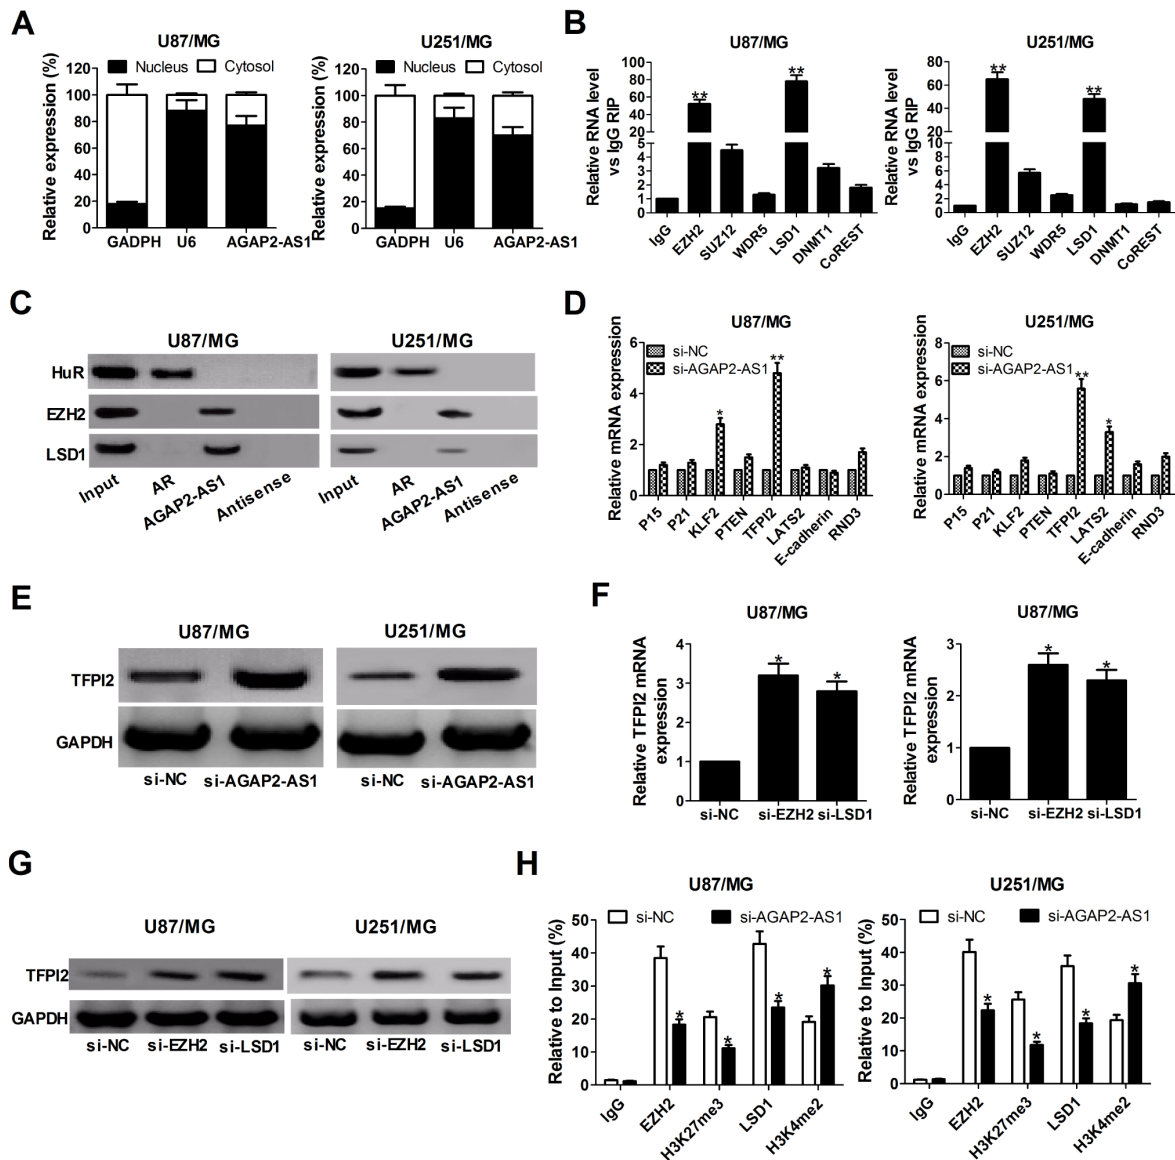 A
U87/MG
Nucleus Cytosol
Relative expression (%)
120
100
80
60
40
20
0
GADPH U6 AGAP2-AS1
U251/MG
Nucleus Cytosol
Relative expression (%)
120
100
80
60
40
20
0
GADPH U6 AGAP2-AS1
B
U87/MG
Relative RNA level
vs IgG RIP
100
80
60
40
20
8
6
4
2
0
** **
IgG EZH2 SUZ12 WDR5 LSD1 DNMT1 CoREST
U251/MG
Relative RNA level
vs IgG RIP
80
60
40
20
10
8
6
4
2
0
** **
IgG EZH2 SUZ12 WDR5 LSD1 DNMT1 CoREST
C
U87/MG U251/MG
HuR
EZH2
LSD1
Input AR AGAP2-AS1 Antisense Input AR AGAP2-AS1 Antisense
D
U87/MG
si-NC
si-AGAP2-AS1
Relative mRNA expression
6
4
2
0
* **
P15 P21 KLF2 PTEN TFPI2 LATS2 E-cadherin RND3
U251/MG
si-NC
si-AGAP2-AS1
Relative mRNA expression
8
6
4
2
0
** *
P15 P21 KLF2 PTEN TFPI2 LATS2 E-cadherin RND3
E
U87/MG U251/MG
TFPI2
GAPDH
si-NC si-AGAP2-AS1 si-NC si-AGAP2-AS1
F
U87/MG
Relative TFPI2 mRNA
expression
4
3
2
1
0
* *
si-NC si-EZH2 si-LSD1
U87/MG
Relative TFPI2 mRNA
expression
3
2
1
0
* *
si-NC si-EZH2 si-LSD1
G
U87/MG U251/MG
TFPI2
GAPDH
si-NC si-EZH2 si-LSD1 si-NC si-EZH2 si-LSD1
H
U87/MG
si-NC si-AGAP2-AS1
Relative to Input (%)
50
40
30
20
10
0
* * * *
IgG EZH2 H3K27me3 LSD1 H3K4me2
U251/MG
si-NC si-AGAP2-AS1
Relative to Input (%)
50
40
30
20
10
0
* * * *
IgG EZH2 H3K27me3 LSD1 H3K4me2